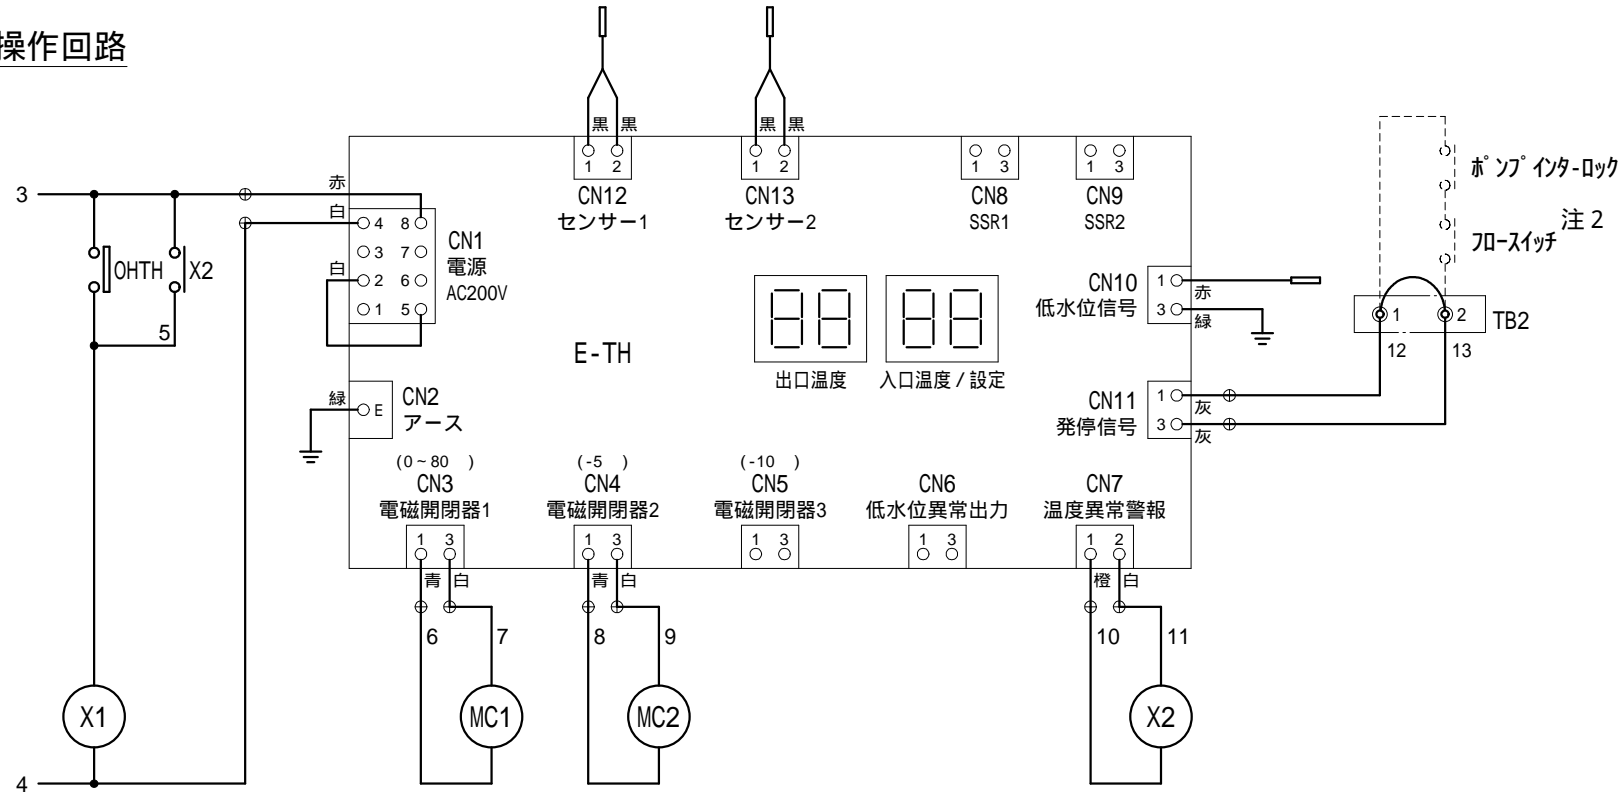 操作回路
黒 黒
黒 黒
1 2
CN12
センサー1
1 2
CN13
センサー2
1 3
CN8
SSR1
1 3
CN9
SSR2
ポンプインターロック
注2
フロースイッチ
3
赤
白
4 8
3 7
2 6
1 5
白
CN1
電源
AC200V
OHTH
X2
5
CN10
低水位信号
1
3
赤
緑
1 2
TB2
12 13
E-TH
88
出口温度
88
入口温度/設定
緑
E
CN2
アース
CN11
発停信号
1
3
灰
灰
(0~80 )
CN3
電磁開閉器1
1 3
青 白
6 7
MC1
(-5 )
CN4
電磁開閉器2
1 3
青 白
8 9
MC2
(-10 )
CN5
電磁開閉器3
1 3
CN6
低水位異常出力
1 3
CN7
温度異常警報
1 2
橙 白
10 11
X2
X1
4